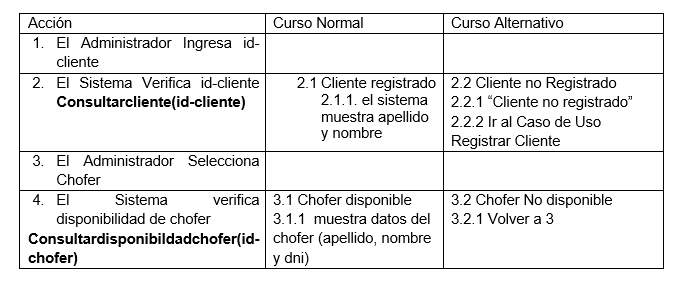 Acción
Curso Normal
Curso Alternativo
1. El Administrador Ingresa id-
cliente
2. El Sistema Verifica id-cliente
Consultarcliente(id-cliente)
2.1 Cliente registrado
2.1.1. el sistema
muestra apellido
y nombre
2.2 Cliente no Registrado
2.2.1 “Cliente no registrado”
2.2.2 Ir al Caso de Uso
Registrar Cliente
3. El Administrador Selecciona
Chofer
4. El Sistema verifica
disponibilidad de chofer
Consultardisponibildadchofer(id-
chofer)
3.1 Chofer disponible
3.1.1 muestra datos del
chofer (apellido, nombre
y dni)
3.2 Chofer No disponible
3.2.1 Volver a 3